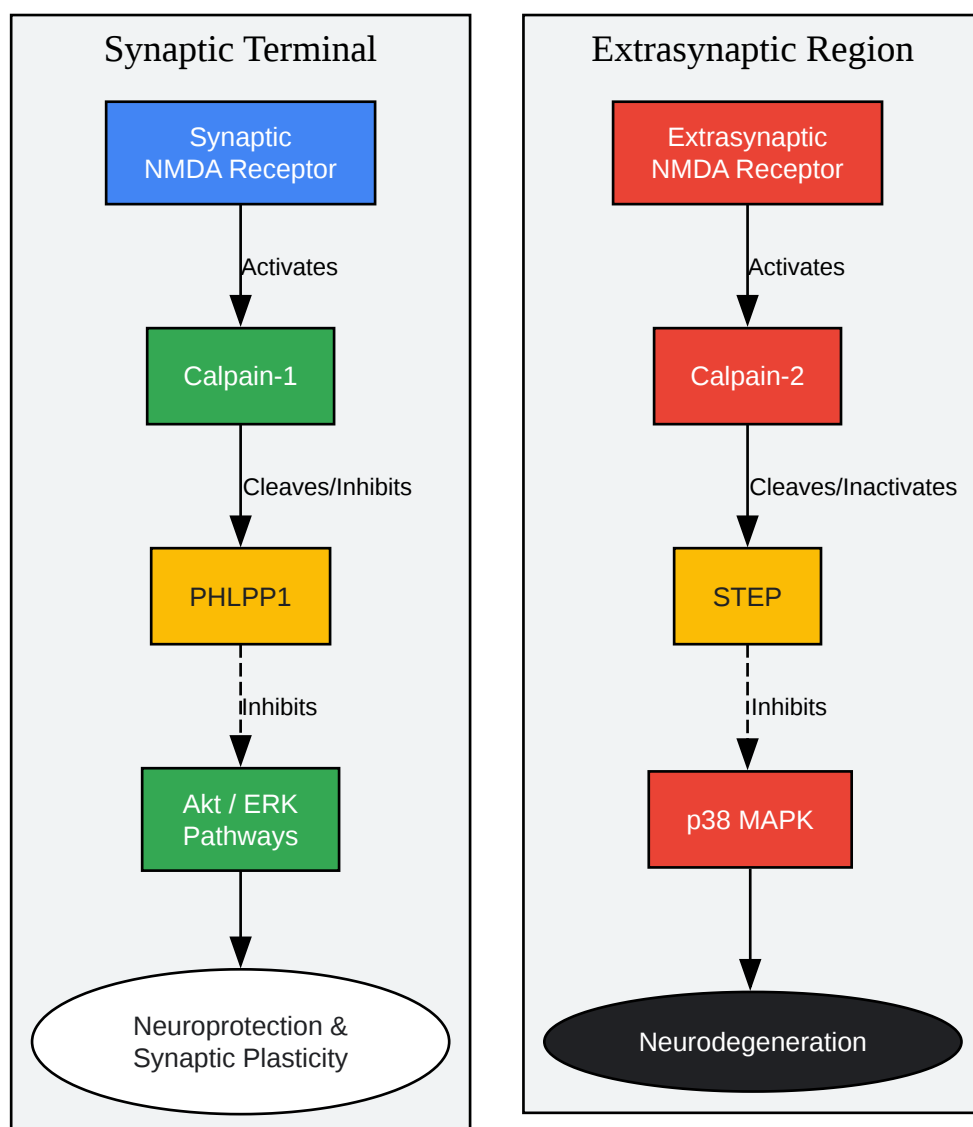 Synaptic Terminal
Synaptic
NMDA Receptor
Activates
Calpain-1
Cleaves/Inhibits
PHLPP1
Inhibits
Akt / ERK
Pathways
Neuroprotection &
Synaptic Plasticity
Extrasynaptic Region
Extrasynaptic
NMDA Receptor
Activates
Calpain-2
Cleaves/Inactivates
STEP
Inhibits
p38 MAPK
Neurodegeneration